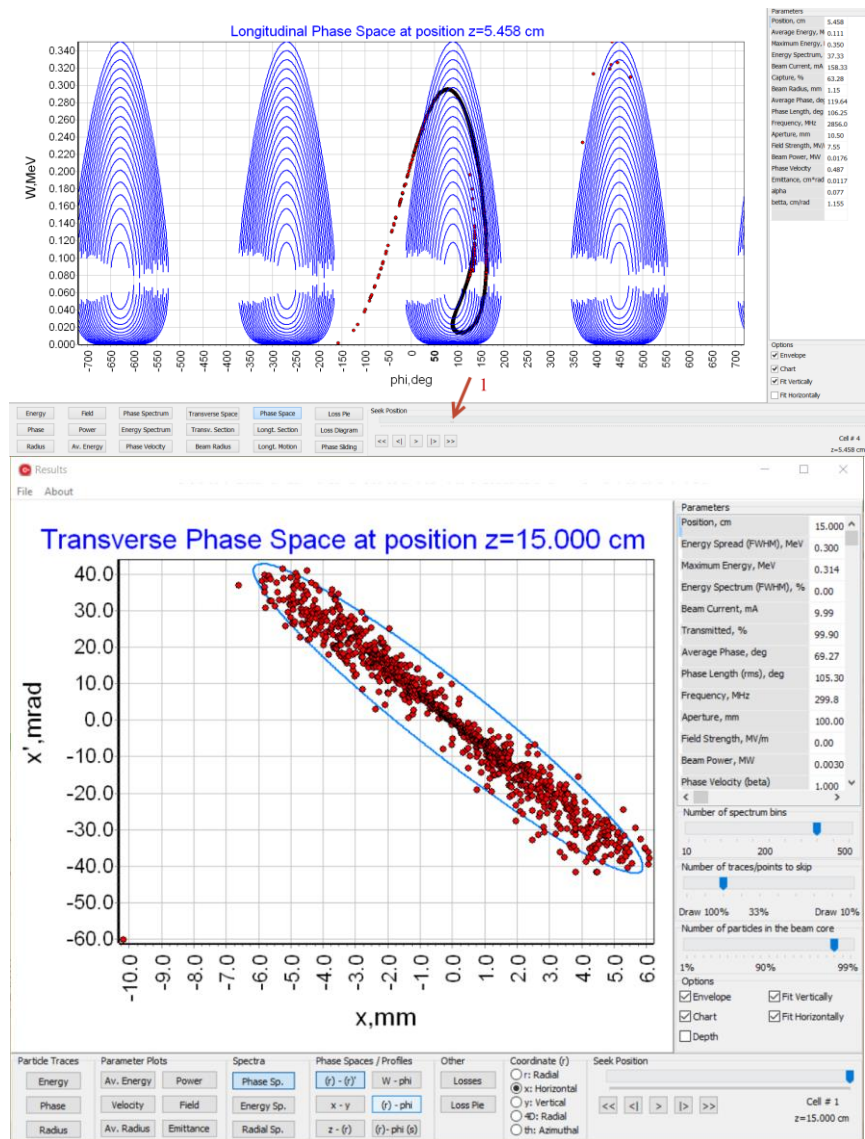 Longitudinal Phase Space at position z=5.458 cm
W,MeV
0.340
0.320
0.300
0.280
0.260
0.240
0.220
0.200
0.180
0.160
0.140
0.120
0.100
0.080
0.060
0.040
0.020
0.000
-700 -650 -600 -550 -500 -450 -400 -350 -300 -250 -200 -150 -100 -50 0 50 100 150 200 250 300 350 400 450 500 550 600 650 700
phi,deg
1
Parameters
Position, cm 5.458
Average Energy, M 0.111
Maximum Energy, 0.350
Energy Spectrum, 37.33
Beam Current, mA 158.33
Capture, % 63.28
Beam Radius, mm 1.15
Average Phase, deg 119.64
Phase Length, deg 106.25
Frequency, MHz 2856.0
Aperture, mm 10.50
Field Strength, MV/ 7.55
Beam Power, MW 0.0176
Phase Velocity 0.487
Emittance, cm*rad 0.0117
alpha 0.077
betta, cm/rad 1.155
Options
Envelope
Chart
Fit Vertically
Fit Horizontally
Energy Field Phase Spectrum Transverse Space Phase Space Loss Pie
Phase Power Energy Spectrum Transv. Section Longt. Section Loss Diagram
Radius Av. Energy Phase Velocity Beam Radius Longt. Motion Phase Sliding
Seek Position
<< <| > |> >>
Cell # 4
z=5.458 cm
Results
File About
Transverse Phase Space at position z=15.000 cm
x',mrad
40.0
30.0
20.0
10.0
0.0
-10.0
-20.0
-30.0
-40.0
-50.0
-60.0
-10.0 -9.0 -8.0 -7.0 -6.0 -5.0 -4.0 -3.0 -2.0 -1.0 0.0 1.0 2.0 3.0 4.0 5.0 6.0
x,mm
Parameters
Position, cm 15.000
Energy Spread (FWHM), MeV 0.300
Maximum Energy, MeV 0.314
Energy Spectrum (FWHM), % 0.00
Beam Current, mA 9.99
Transmitted, % 99.90
Average Phase, deg 69.27
Phase Length (rms), deg 105.30
Frequency, MHz 299.8
Aperture, mm 100.00
Field Strength, MV/m 0.00
Beam Power, MW 0.0030
Phase Velocity (beta) 1.000
Number of spectrum bins
10 200 500
Number of traces/points to skip
Draw 100% 33% Draw 10%
Number of particles in the beam core
1% 90% 99%
Options
Envelope Fit Vertically
Chart Fit Horizontally
Depth
Particle Traces
Energy
Phase
Radius
Parameter Plots
Av. Energy Power
Velocity Field
Av. Radius Emittance
Spectra
Phase Sp.
Energy Sp.
Radial Sp.
Phase Spaces / Profiles
(r) - (r)' W - phi
x - y (r) - phi
z - (r) (r)- phi (s)
Other
Losses
Loss Pie
Coordinate (r)
r: Radial
x: Horizontal
y: Vertical
4D: Radial
th: Azimuthal
Seek Position
<< <| > |> >>
Cell # 1
z=15.000 cm